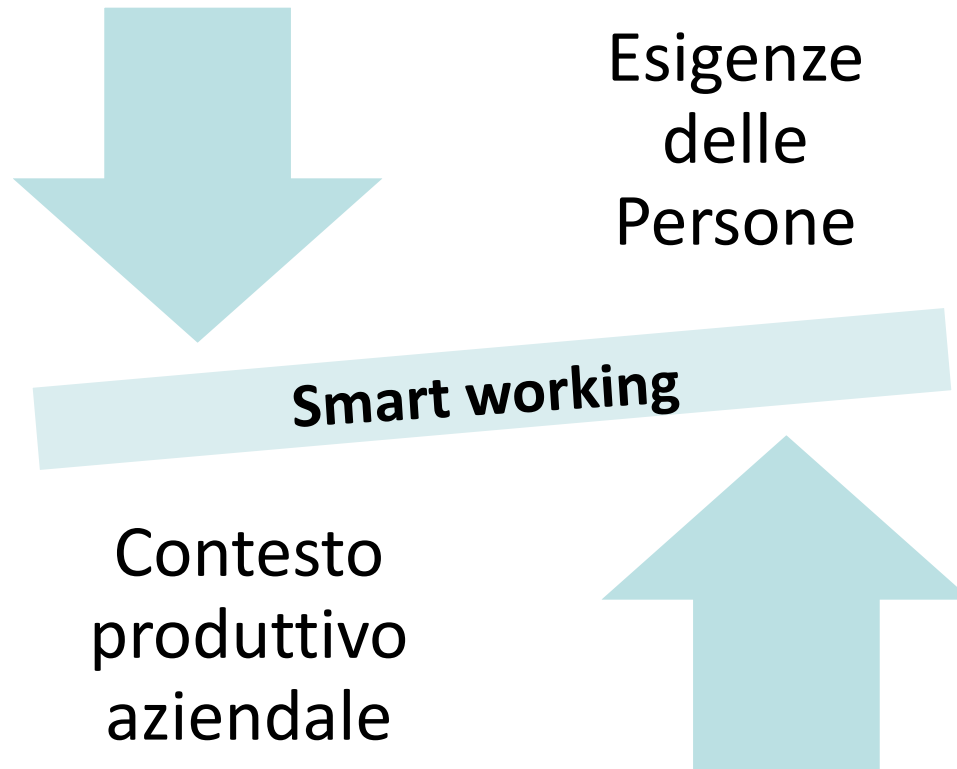 Esigenze
delle
Persone
Smart working
Contesto
produttivo
aziendale